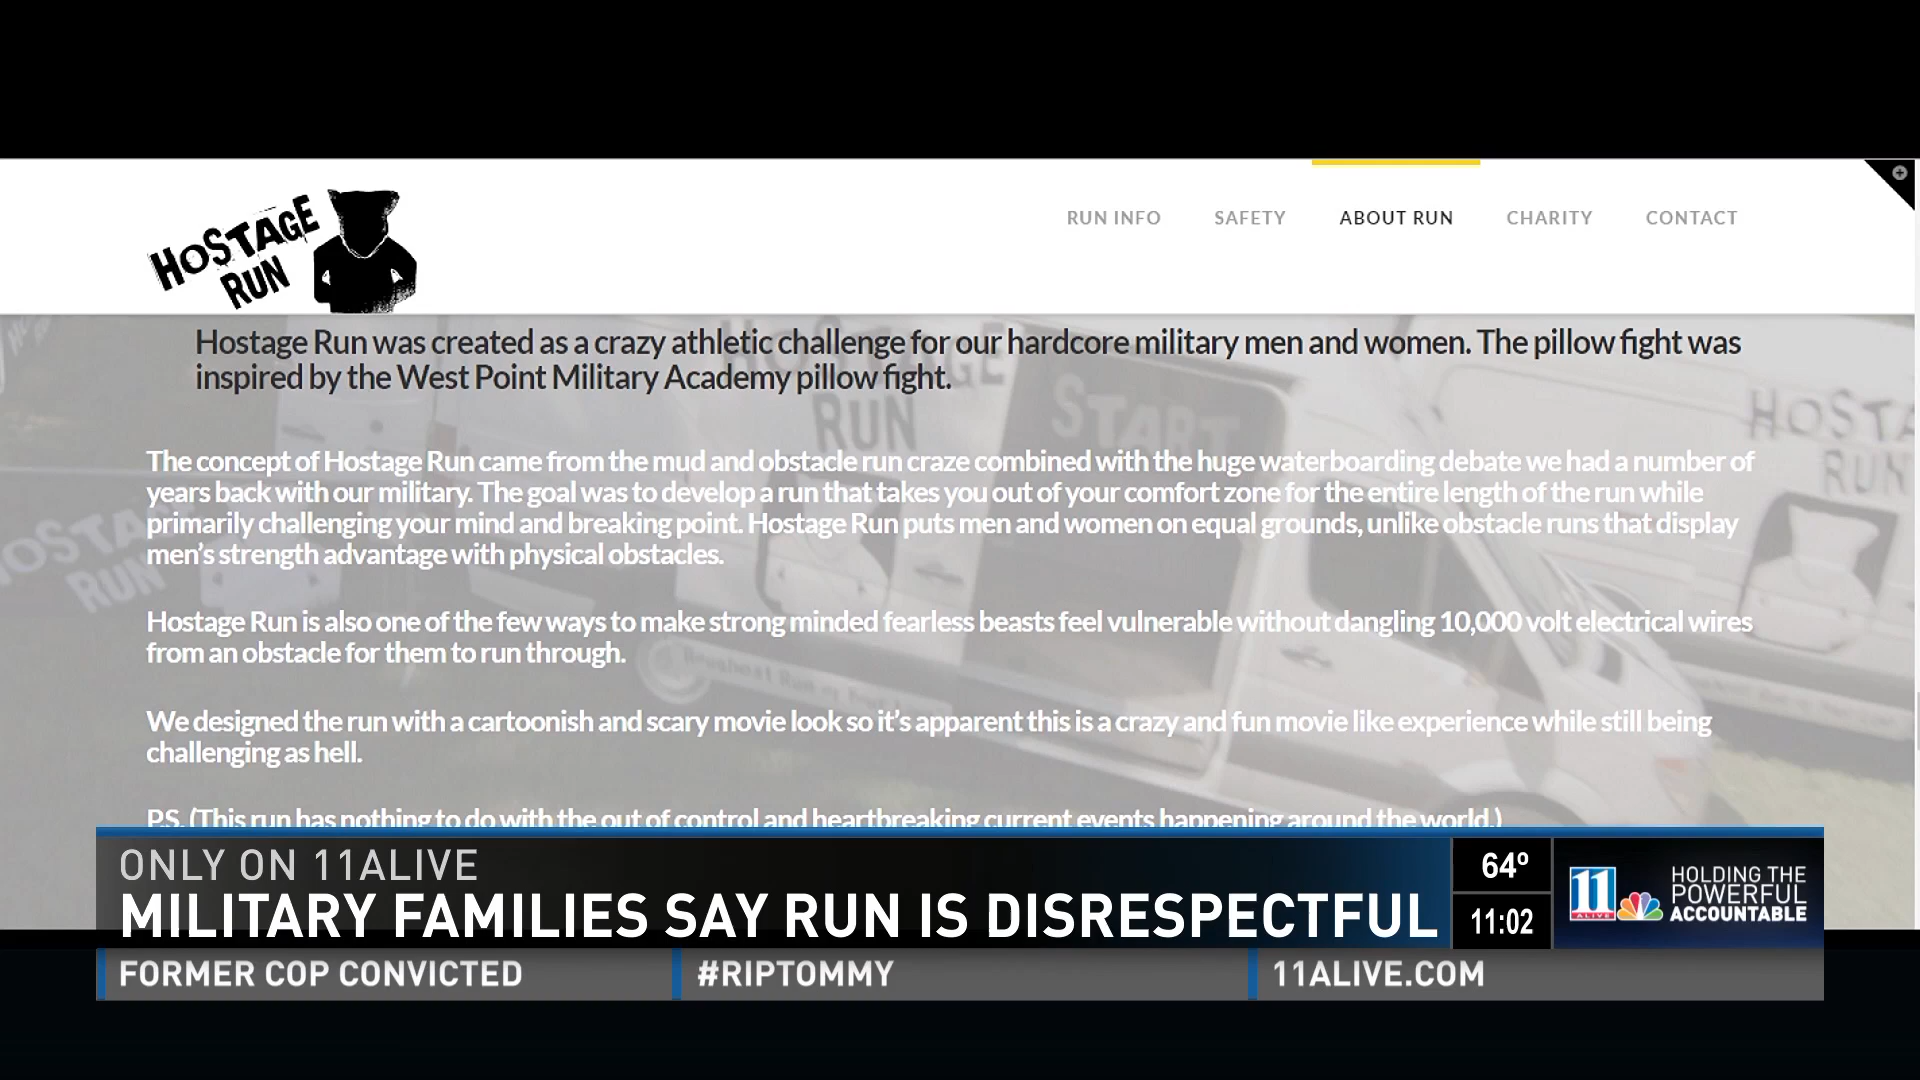 HOSTAGE
RUN
RUN INFO
SAFETY
ABOUT RUN
CHARITY
CONTACT
Hostage Run was created as a crazy athletic challenge for our hardcore military men and women. The pillow fight was
inspired by the West Point Military Academy pillow fight.
The concept of Hostage Run came from the mud and obstacle run craze combined with the huge waterboarding debate we had a number of
years back with our military. The goal was to develop a run that takes you out of your comfort zone for the entire length of the run while
primarily challenging your mind and breaking point. Hostage Run puts men and women on equal grounds, unlike obstacle runs that display
men's strength advantage with physical obstacles.
Hostage Run is also one of the few ways to make strong minded fearless beasts feel vulnerable without dangling 10,000 volt electrical wires
from an obstacle for them to run through.
We designed the run with a cartoonish and scary movie look so it's apparent this is a crazy and fun movie like experience while still being
challenging as hell.
PS. (This run has nothing to do with the out of control and heartbreaking current events happening around the world.)
HOSTAGE
RUN
START
HOSTA
RUN
OSTAG
RUN
ONLY ON 11ALIVE
MILITARY FAMILIES SAY RUN IS DISRESPECTFUL
64º
11:02
11
ALIVE
HOLDING THE
POWERFUL
ACCOUNTABLE
FORMER COP CONVICTED
#RIPTOMMY
11ALIVE.COM